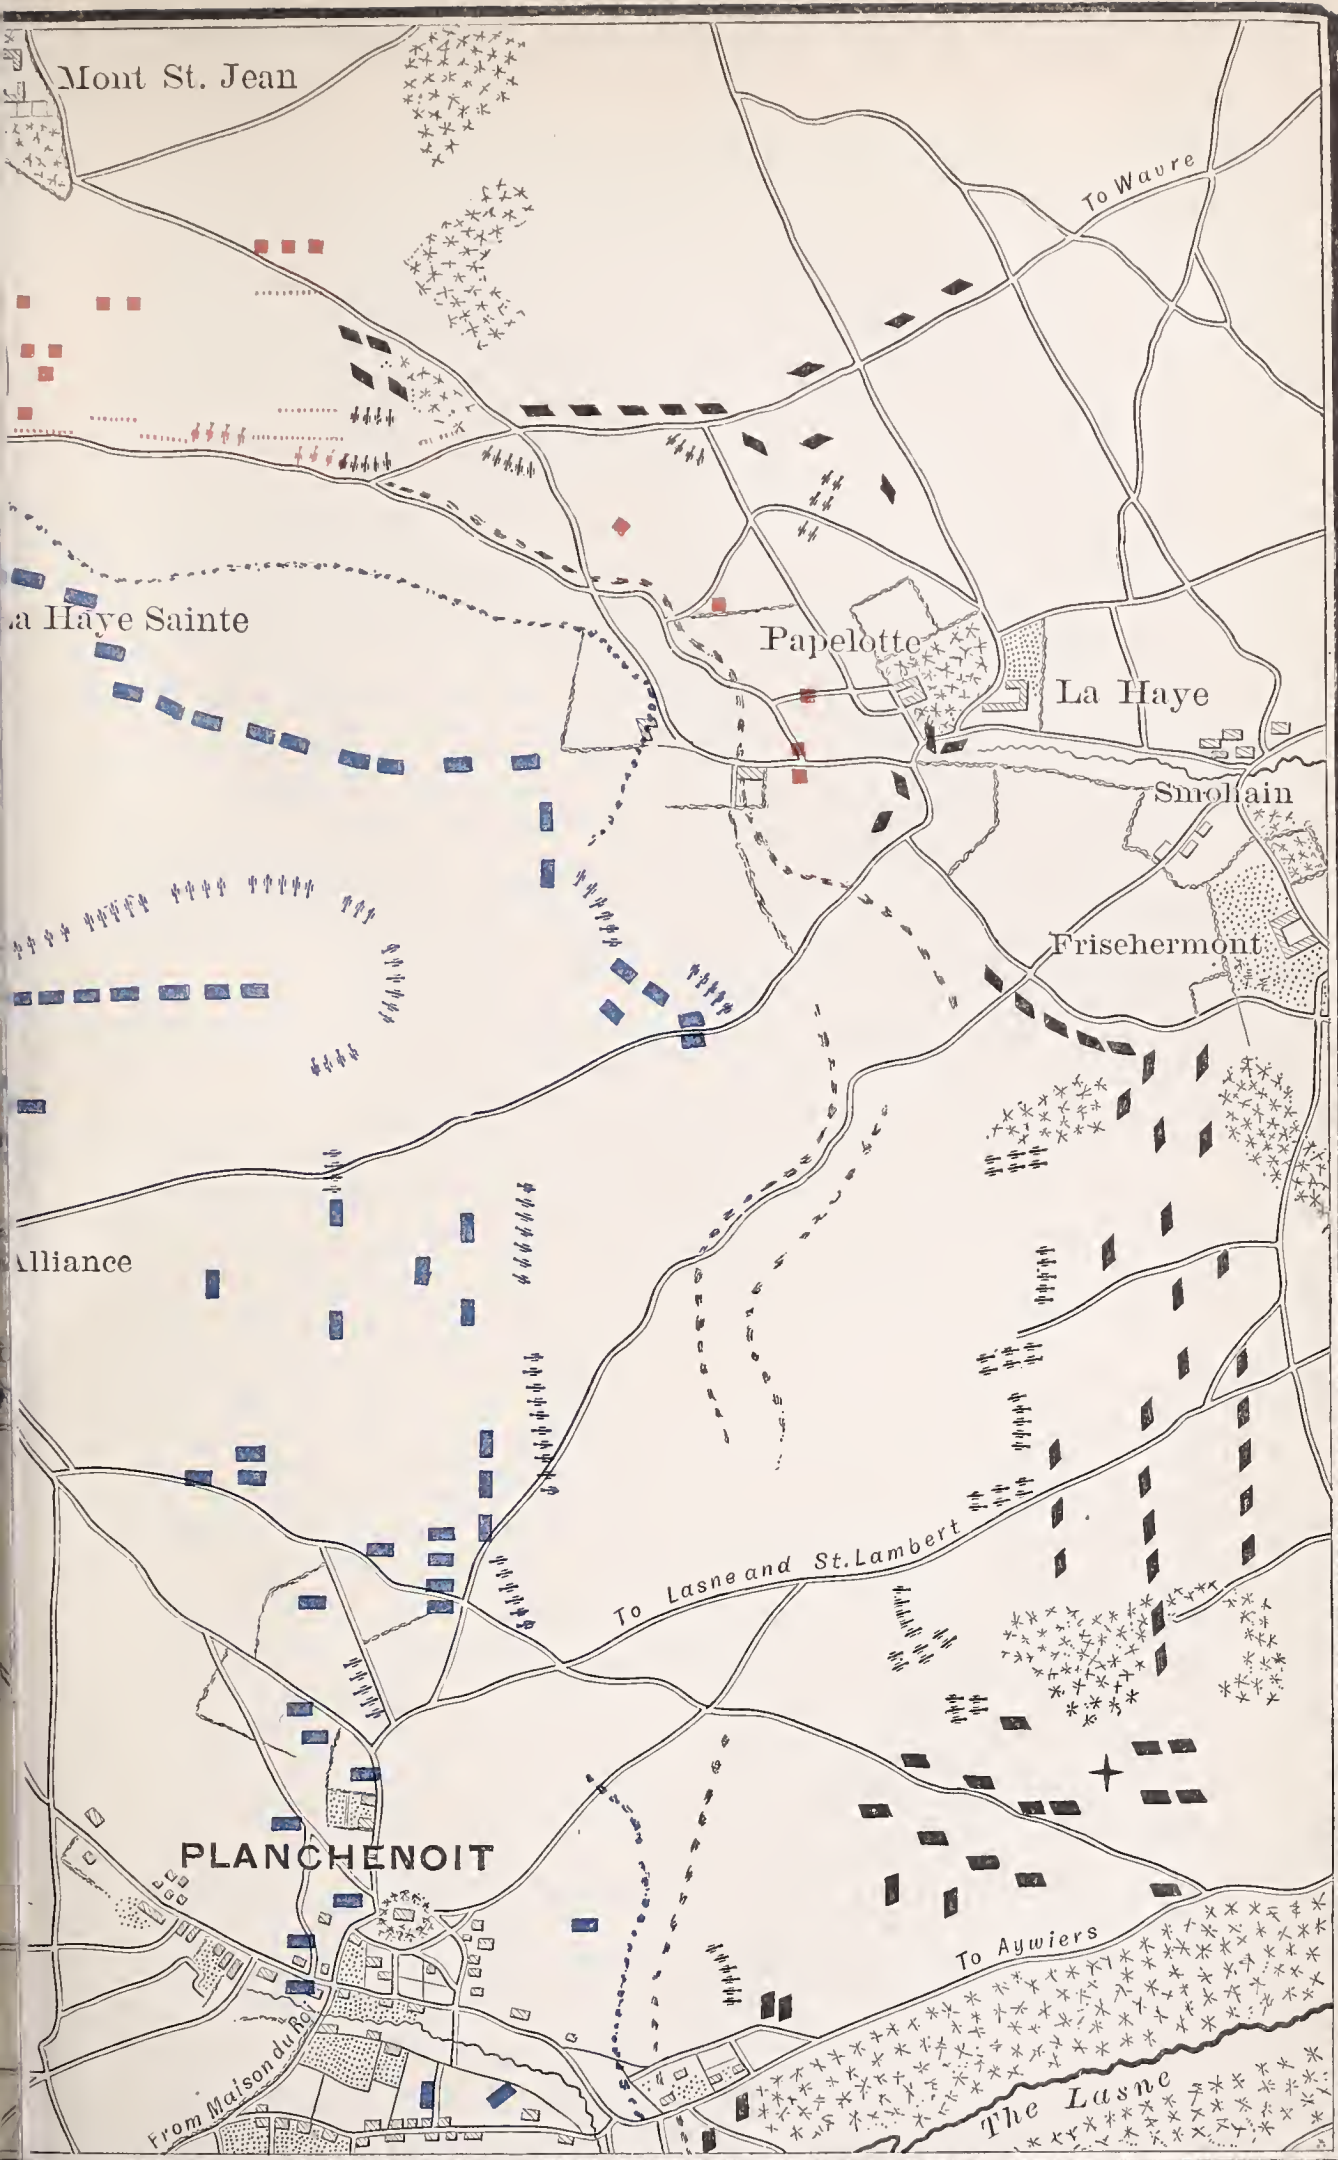 Mont St. Jean
To Wavre
a Haye Sainte
Papelotte
La Haye
Smohain
Frischermont
Alliance
To Lasne and St. Lambert
PLANCHENOIT
To Aywiers
From Maison du Roi
The Lasne